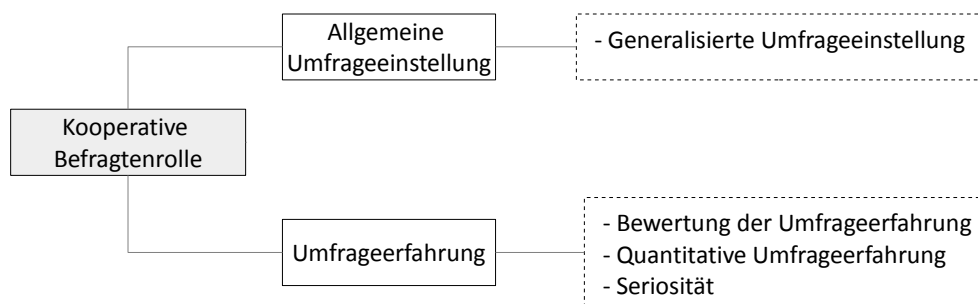 Allgemeine
Umfrageeinstellung
- Generalisierte Umfrageeinstellung
Kooperative
Befragtenrolle
Umfrageerfahrung
- Bewertung der Umfrageerfahrung
- Quantitative Umfrageerfahrung
- Seriosität